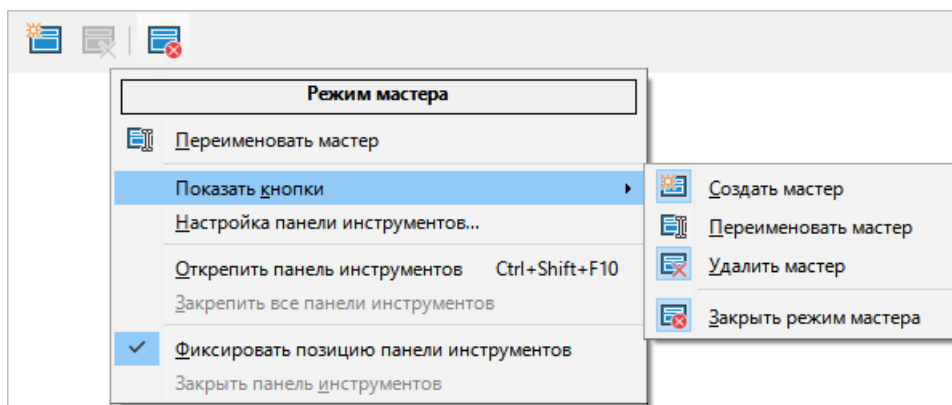 Режим мастера
Переименовать мастер
Показать кнопки
Настройка панели инструментов...
Открепить панель инструментов Ctrl+Shift+F10
Закрепить все панели инструментов
Фиксировать позицию панели инструментов
Закрыть панель инструментов
Создать мастер
Переименовать мастер
Удалить мастер
Закрыть режим мастера